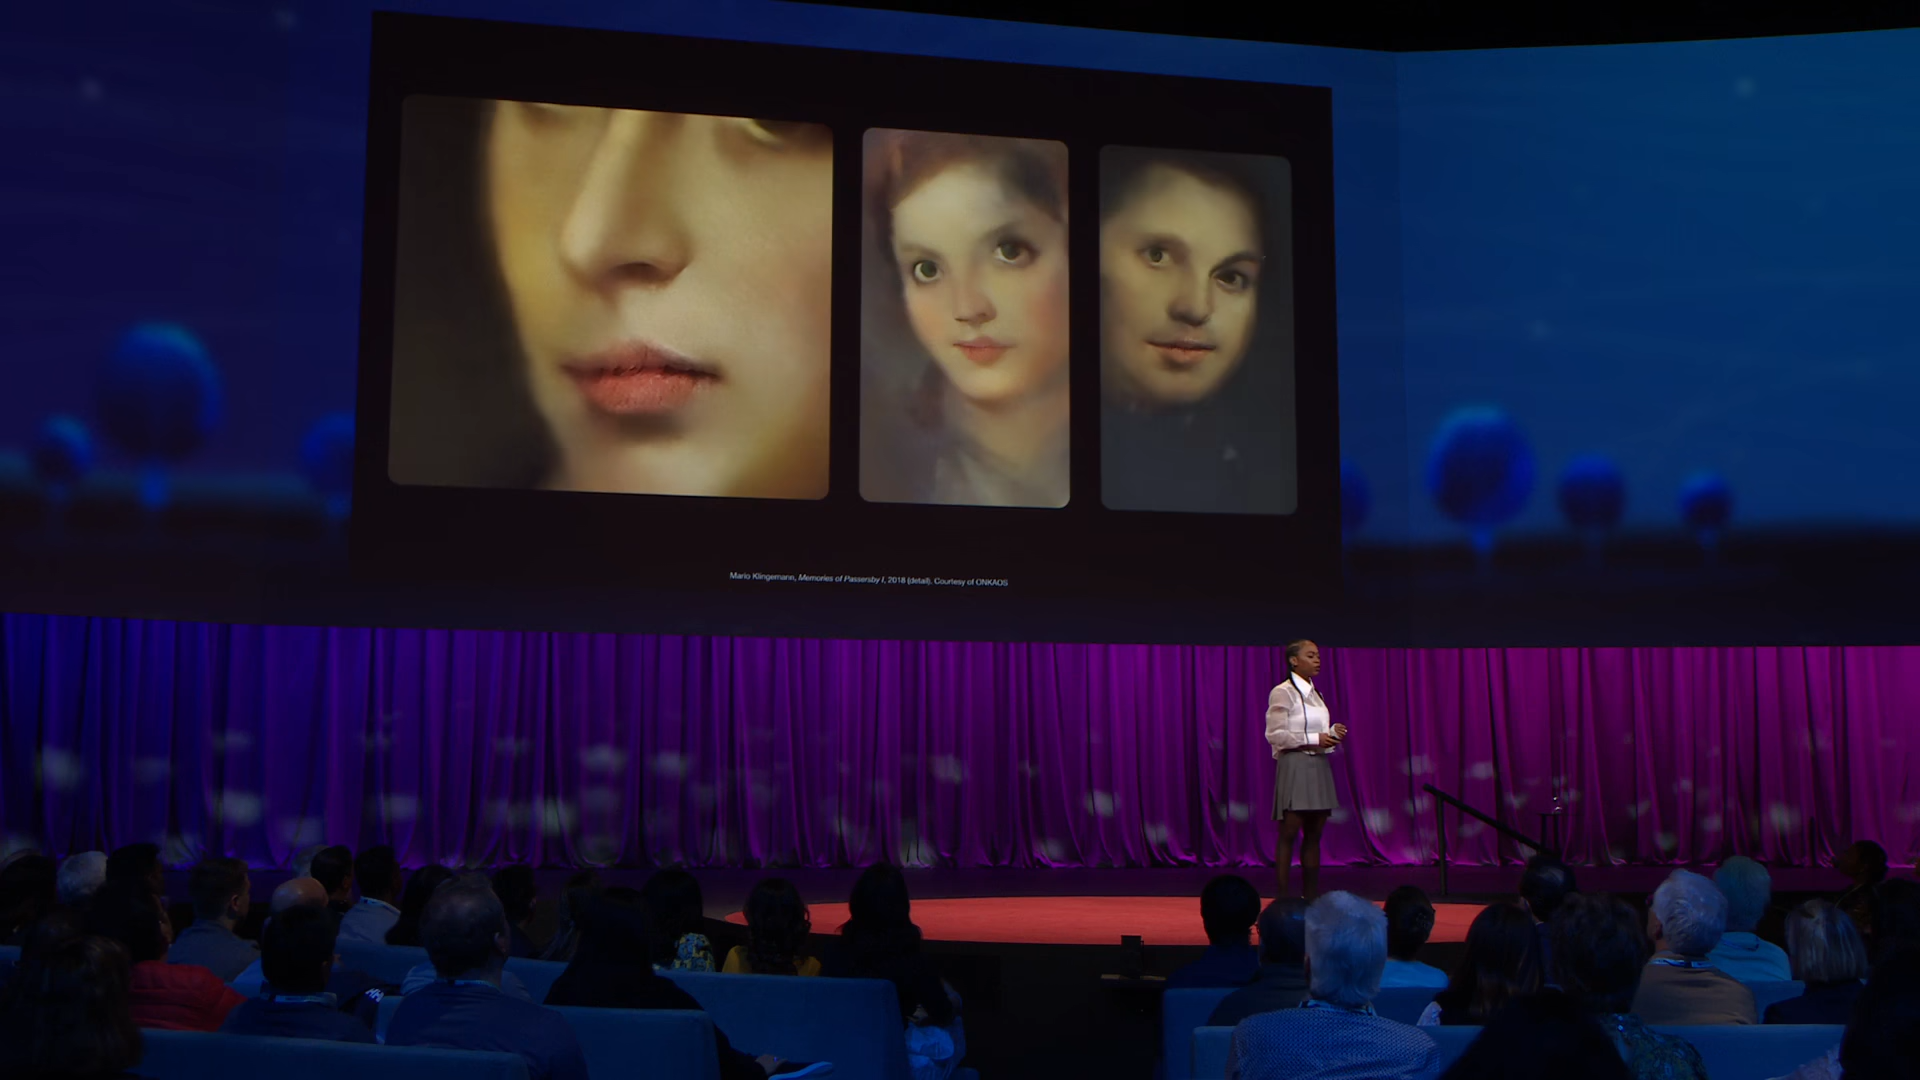 Mario Klingemann, Memories of Passersby I, 2018 (detail). Courtesy of ONKAOS